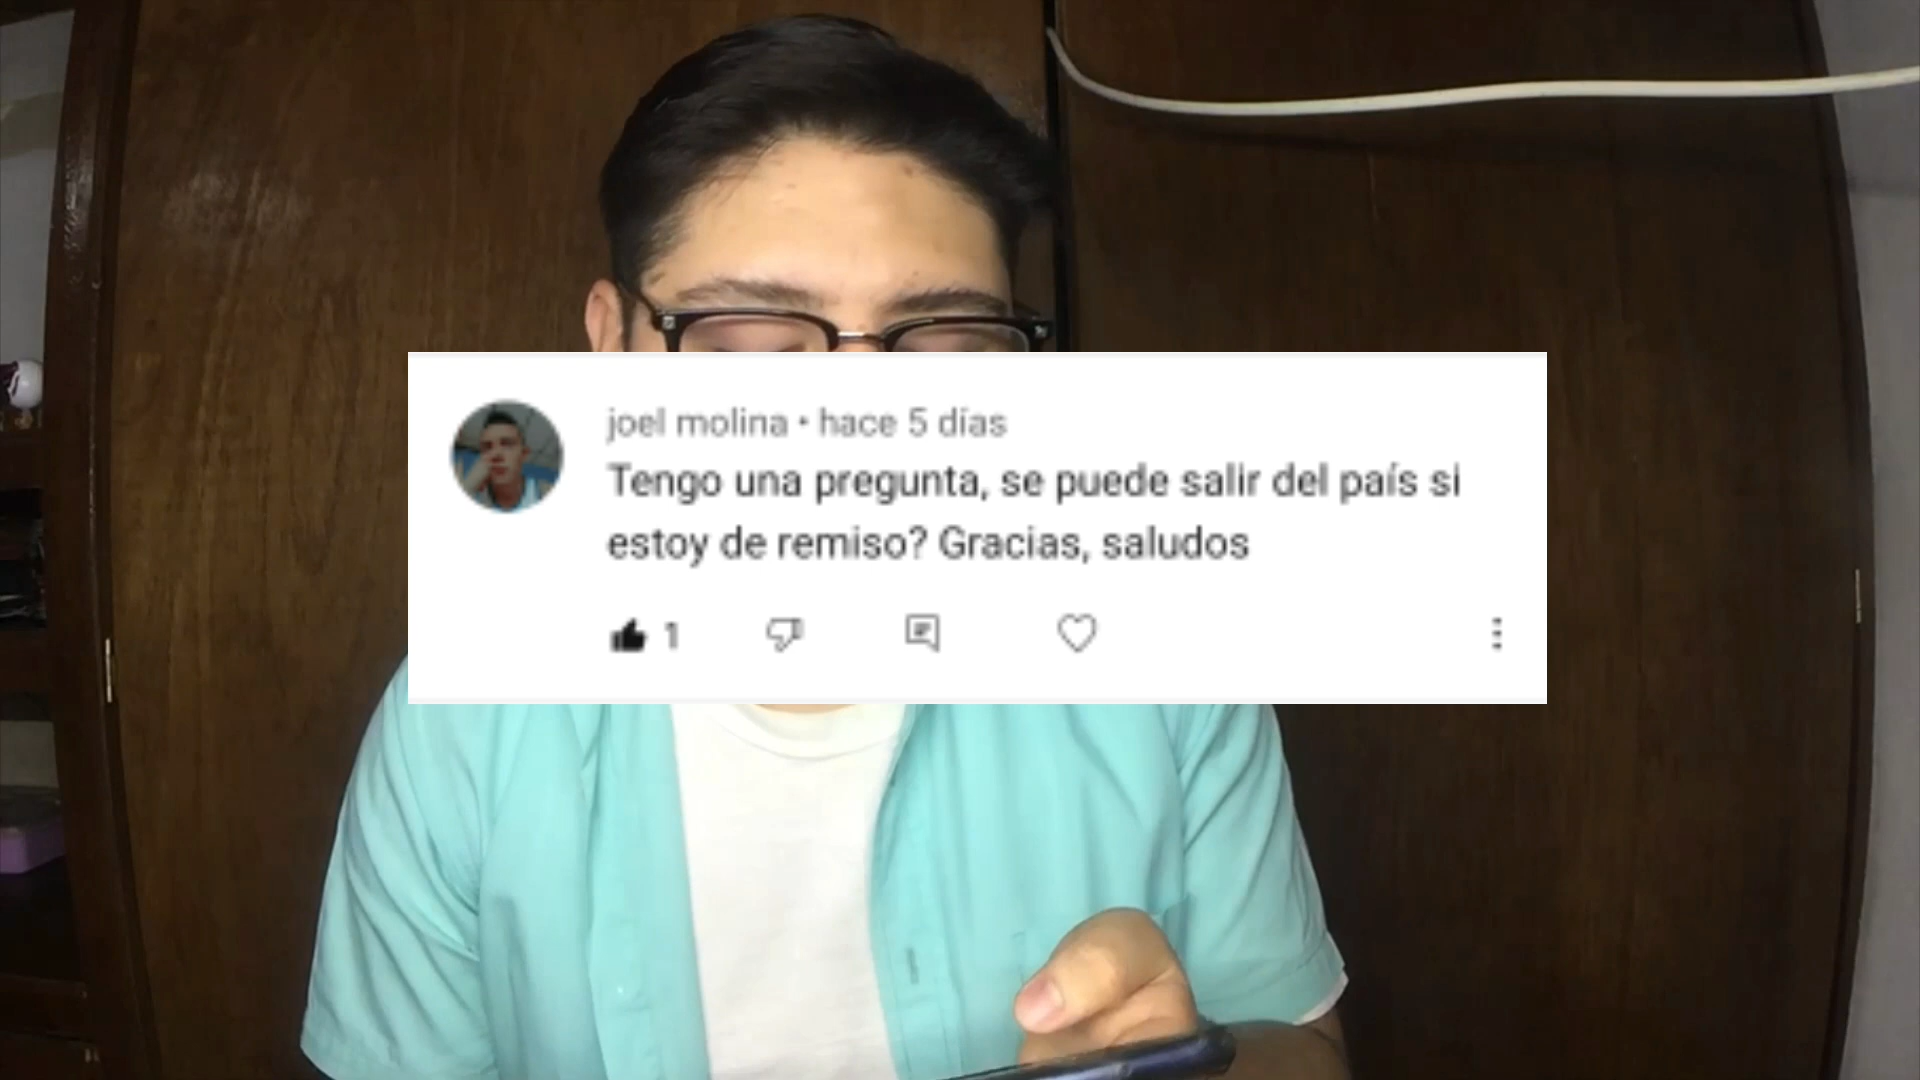 joel molina • hace 5 días
Tengo una pregunta, se puede salir del país si
estoy de remiso? Gracias, saludos
1